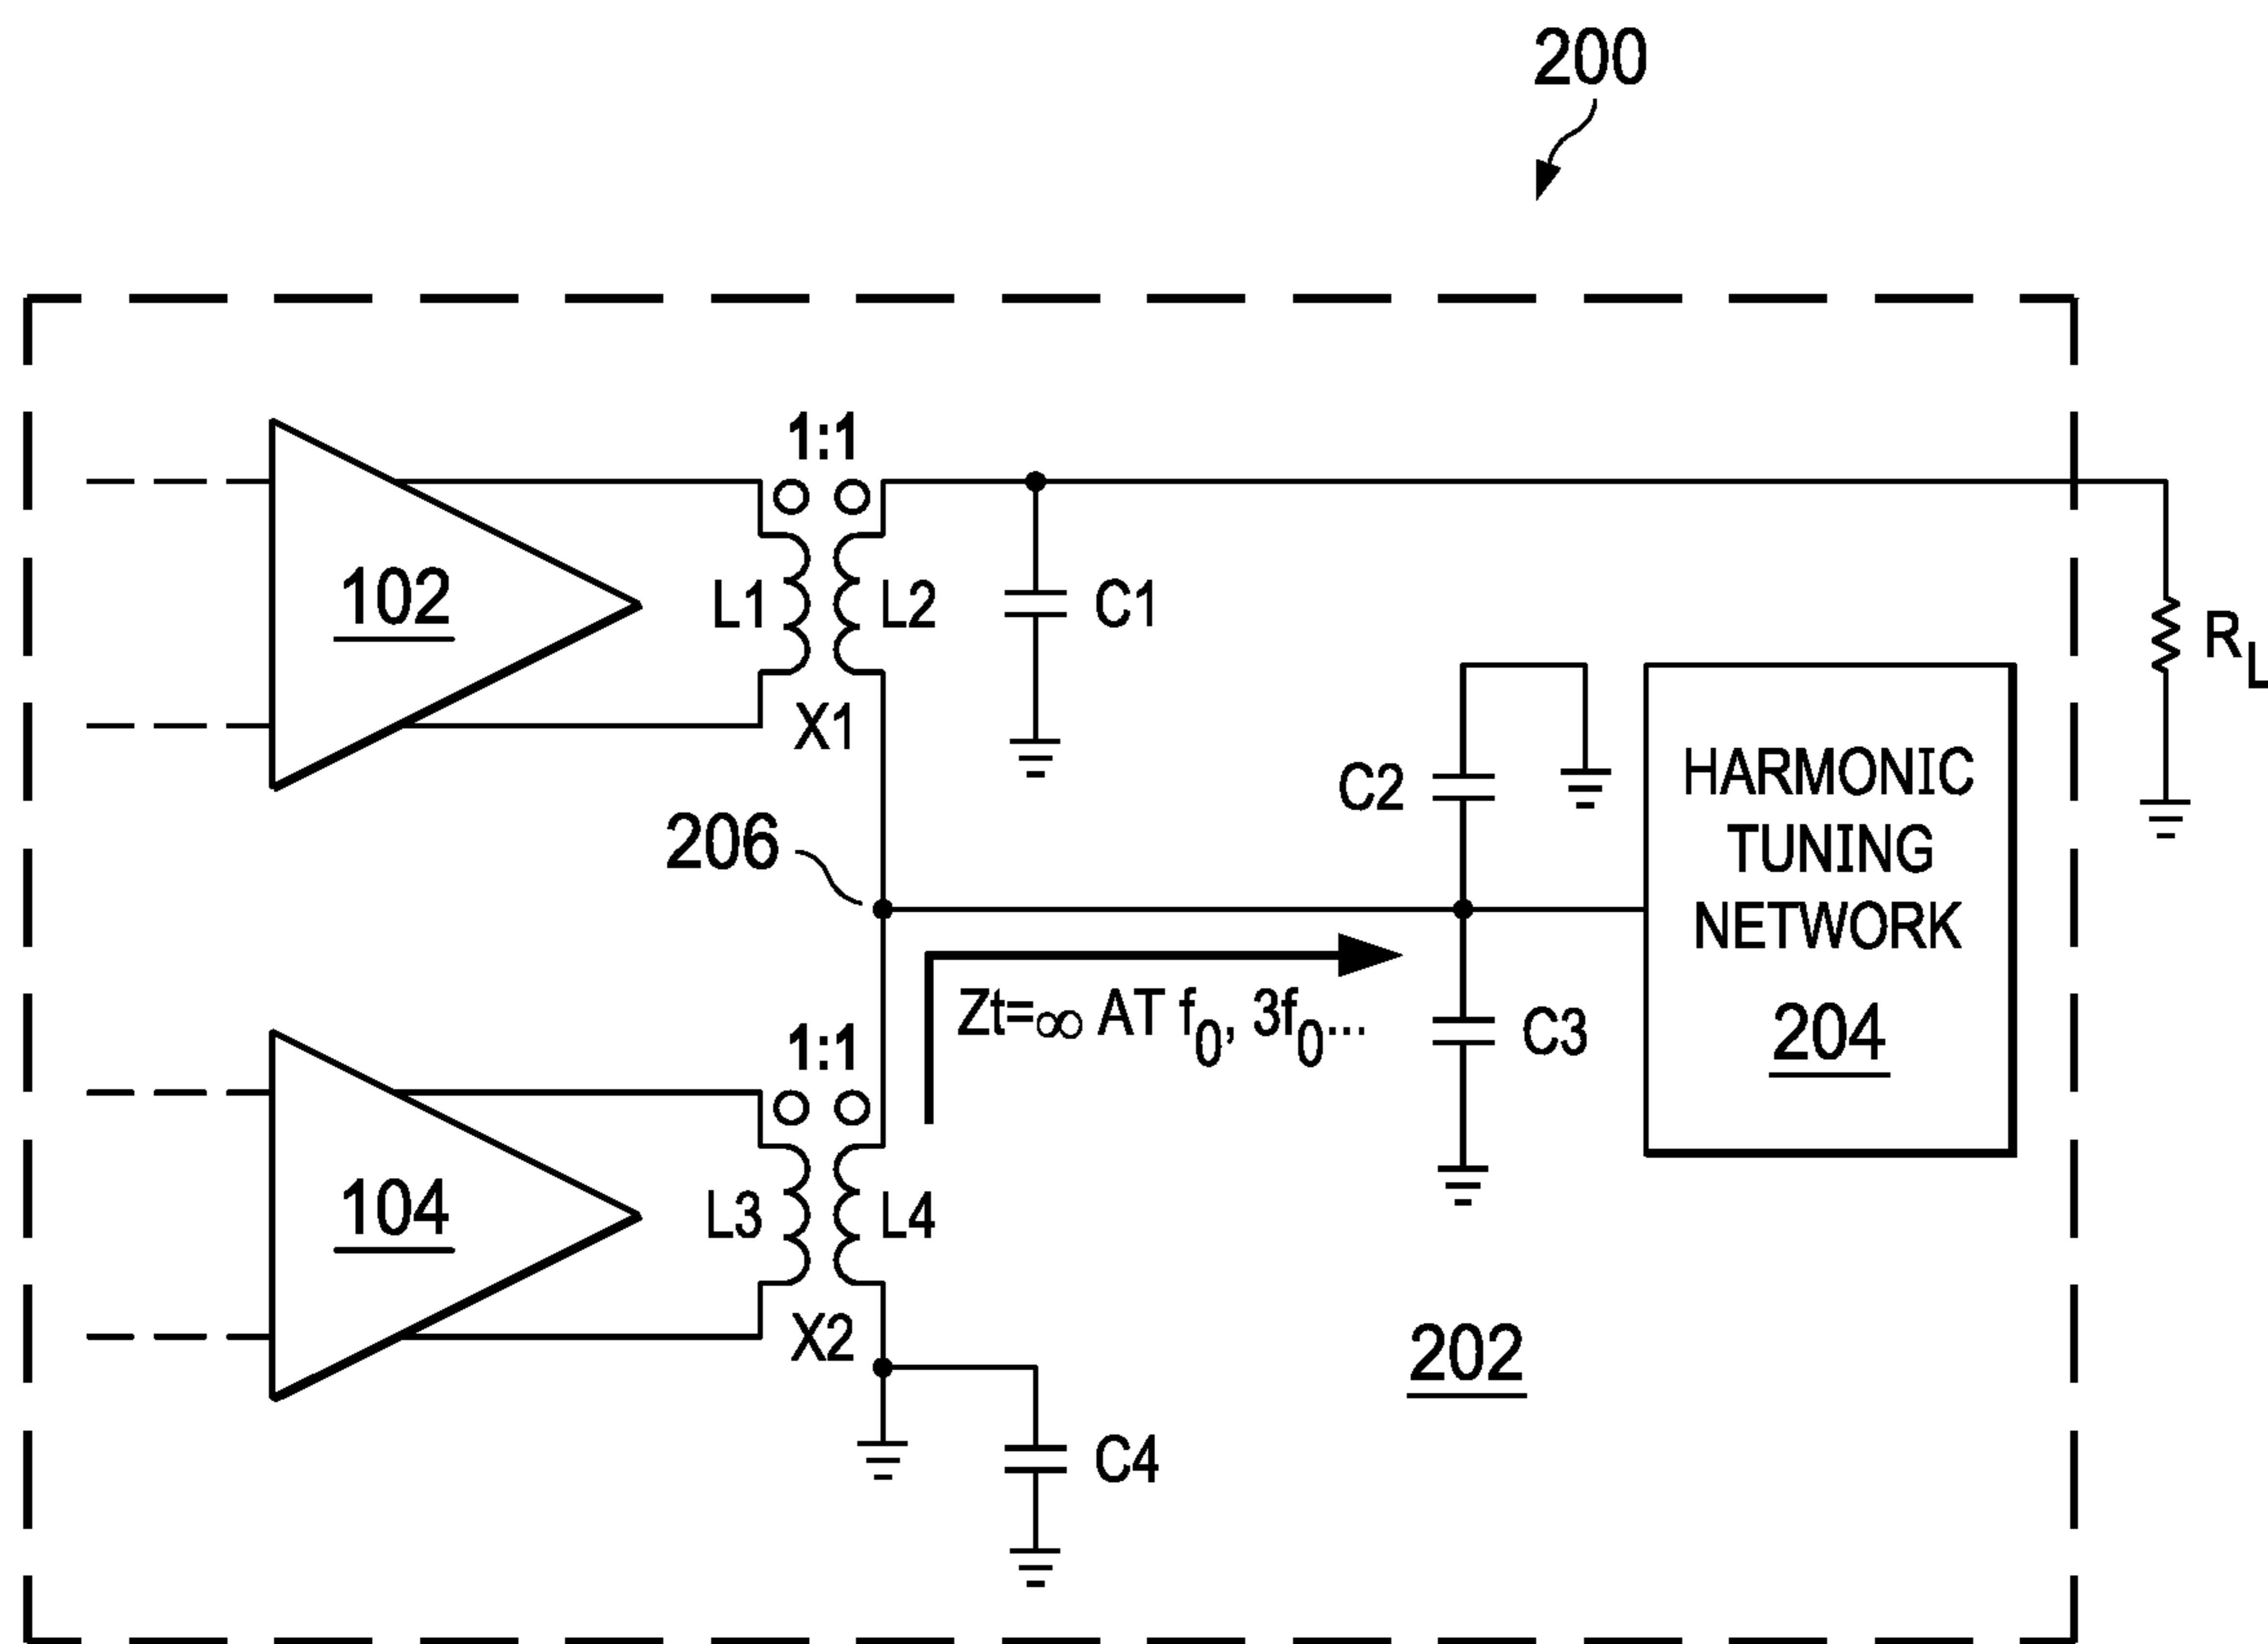 200
1:1
102
L1
L2
C1
R_L
X1
C2
HARMONIC
TUNING
NETWORK
204
206
Zt=∞ AT f₀, 3f₀...
C3
1:1
104
L3
L4
X2
202
C4